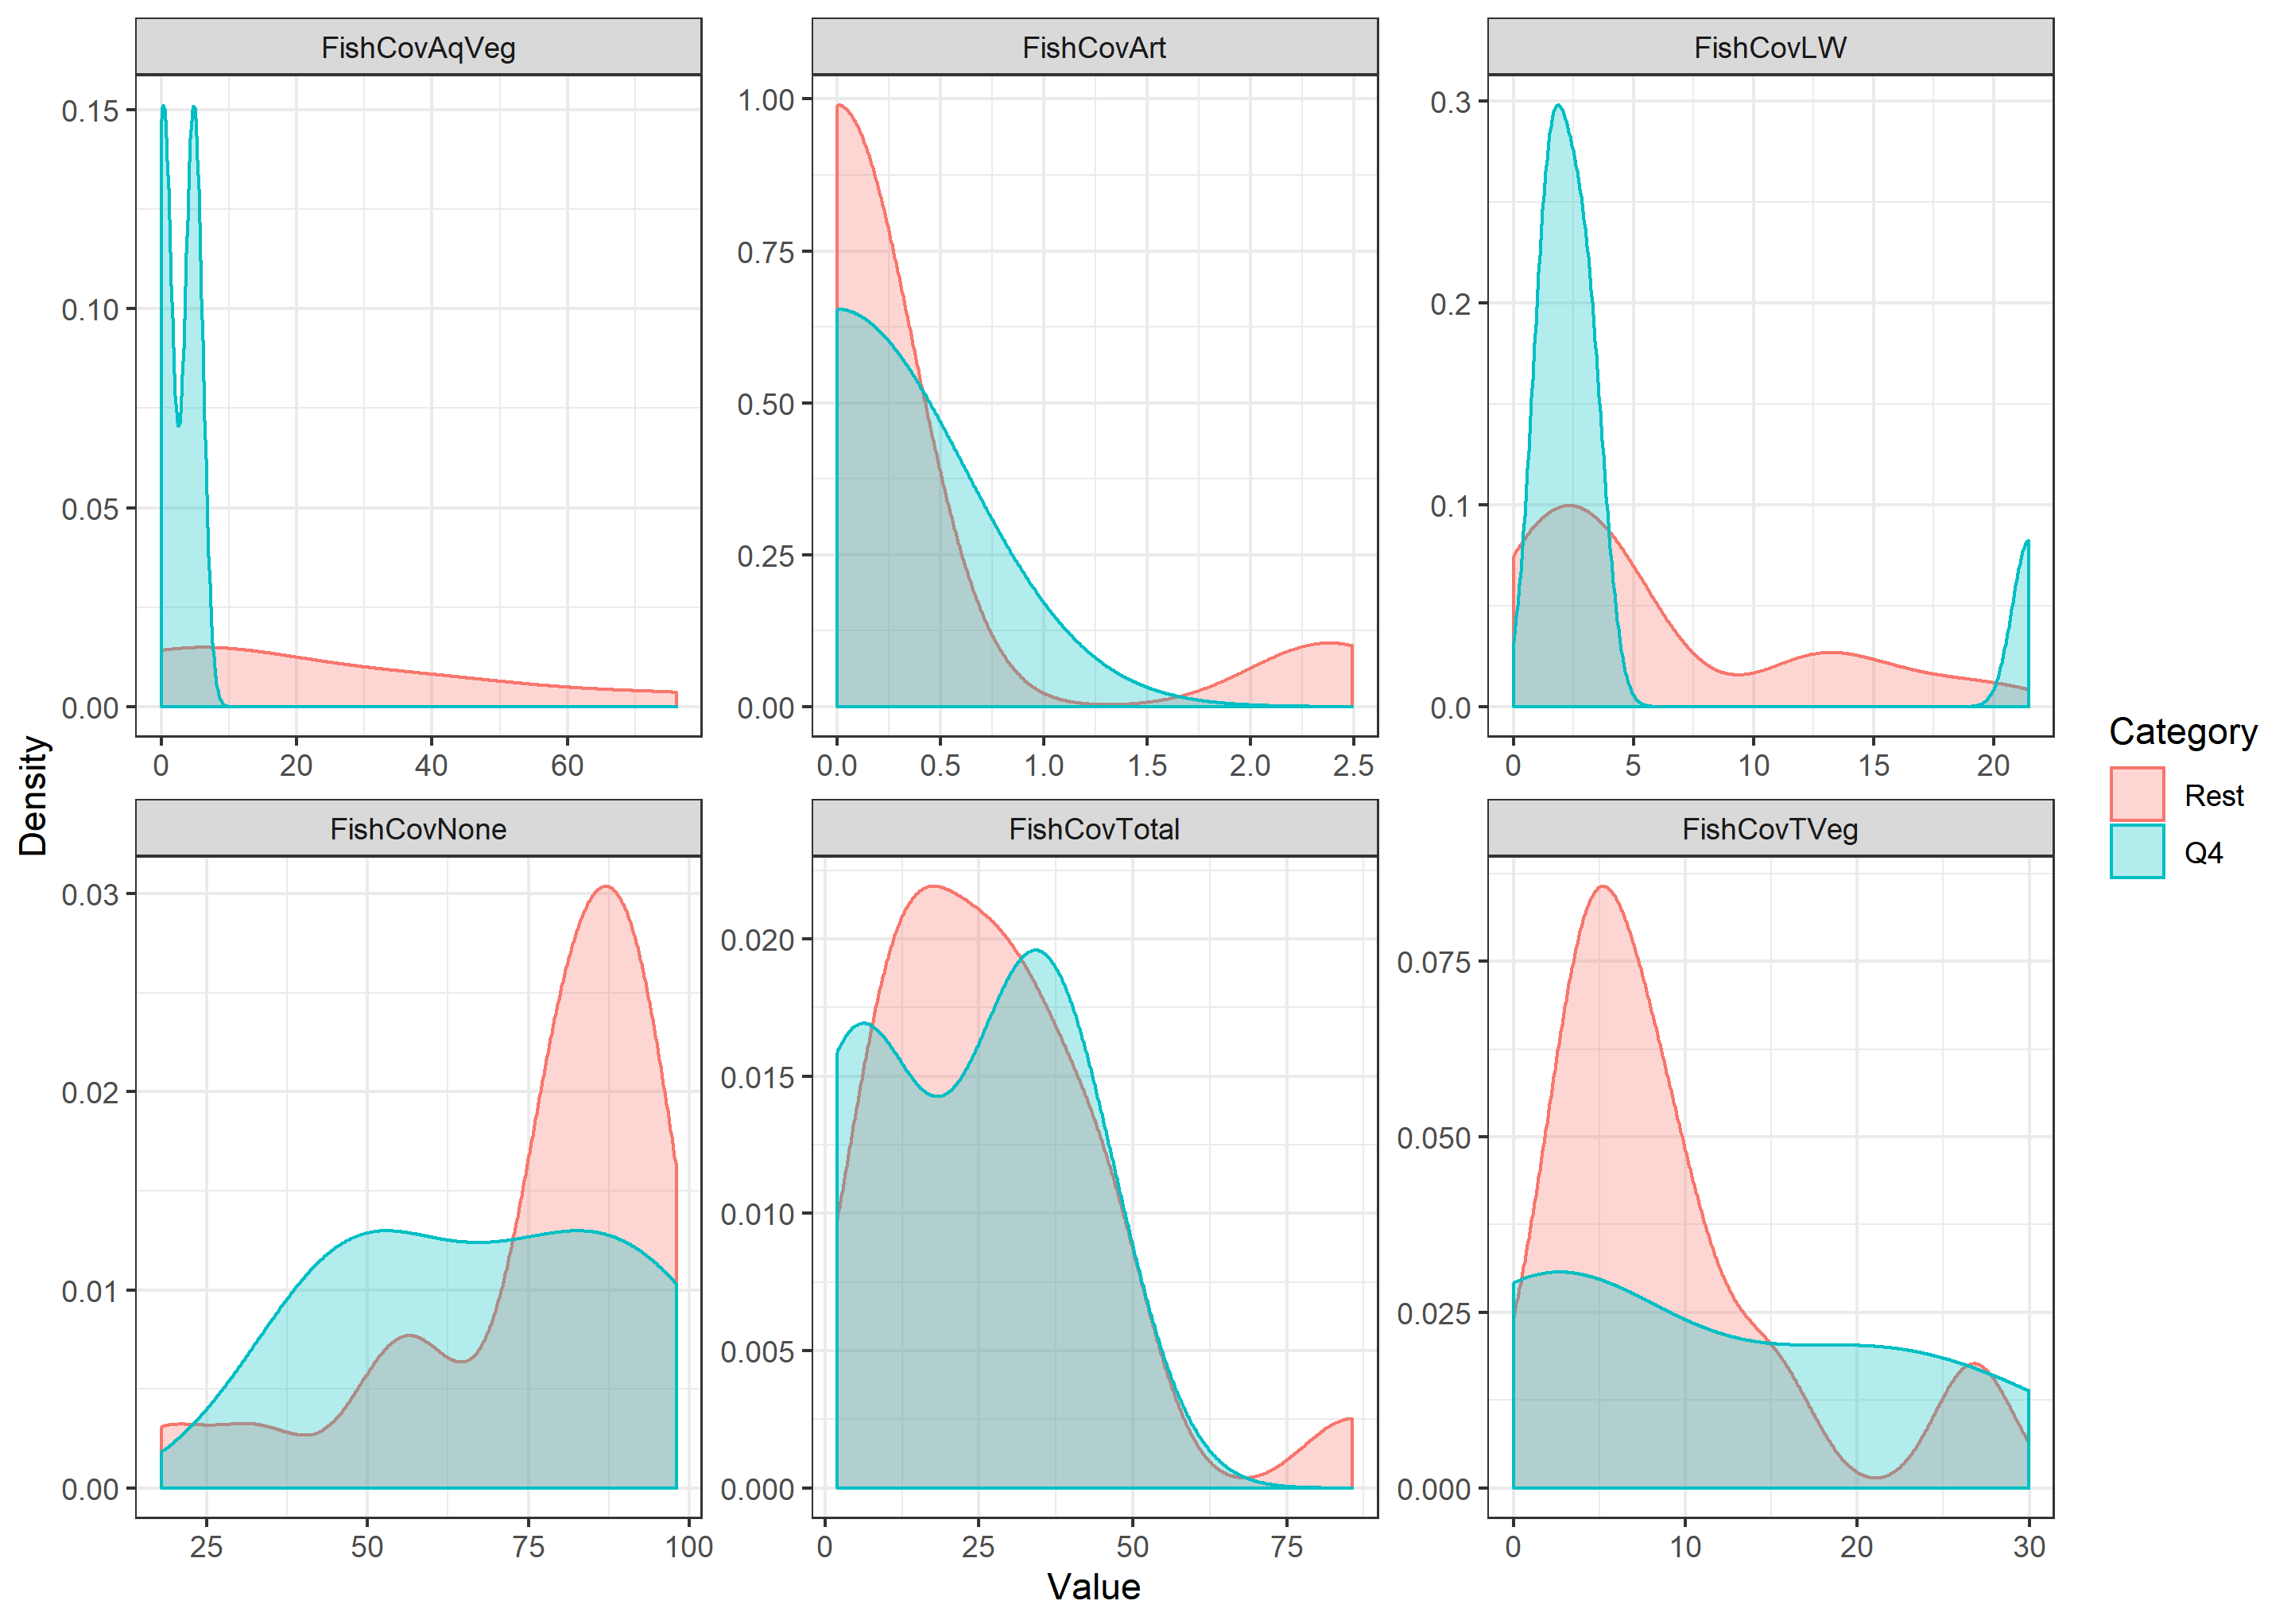 FishCovAqVeg
FishCovArt
FishCovLW
0.15
0.10
0.05
0.00
1.00
0.75
0.50
0.25
0.00
0.3
0.2
0.1
0.0
0 20 40 60
0.0 0.5 1.0 1.5 2.0 2.5
0 5 10 15 20
FishCovNone
FishCovTotal
FishCovTVeg
0.03
0.02
0.01
0.00
0.020
0.015
0.010
0.005
0.000
0.075
0.050
0.025
0.000
25 50 75 100
0 25 50 75
0 10 20 30
Density
Value
Category
Rest
Q4